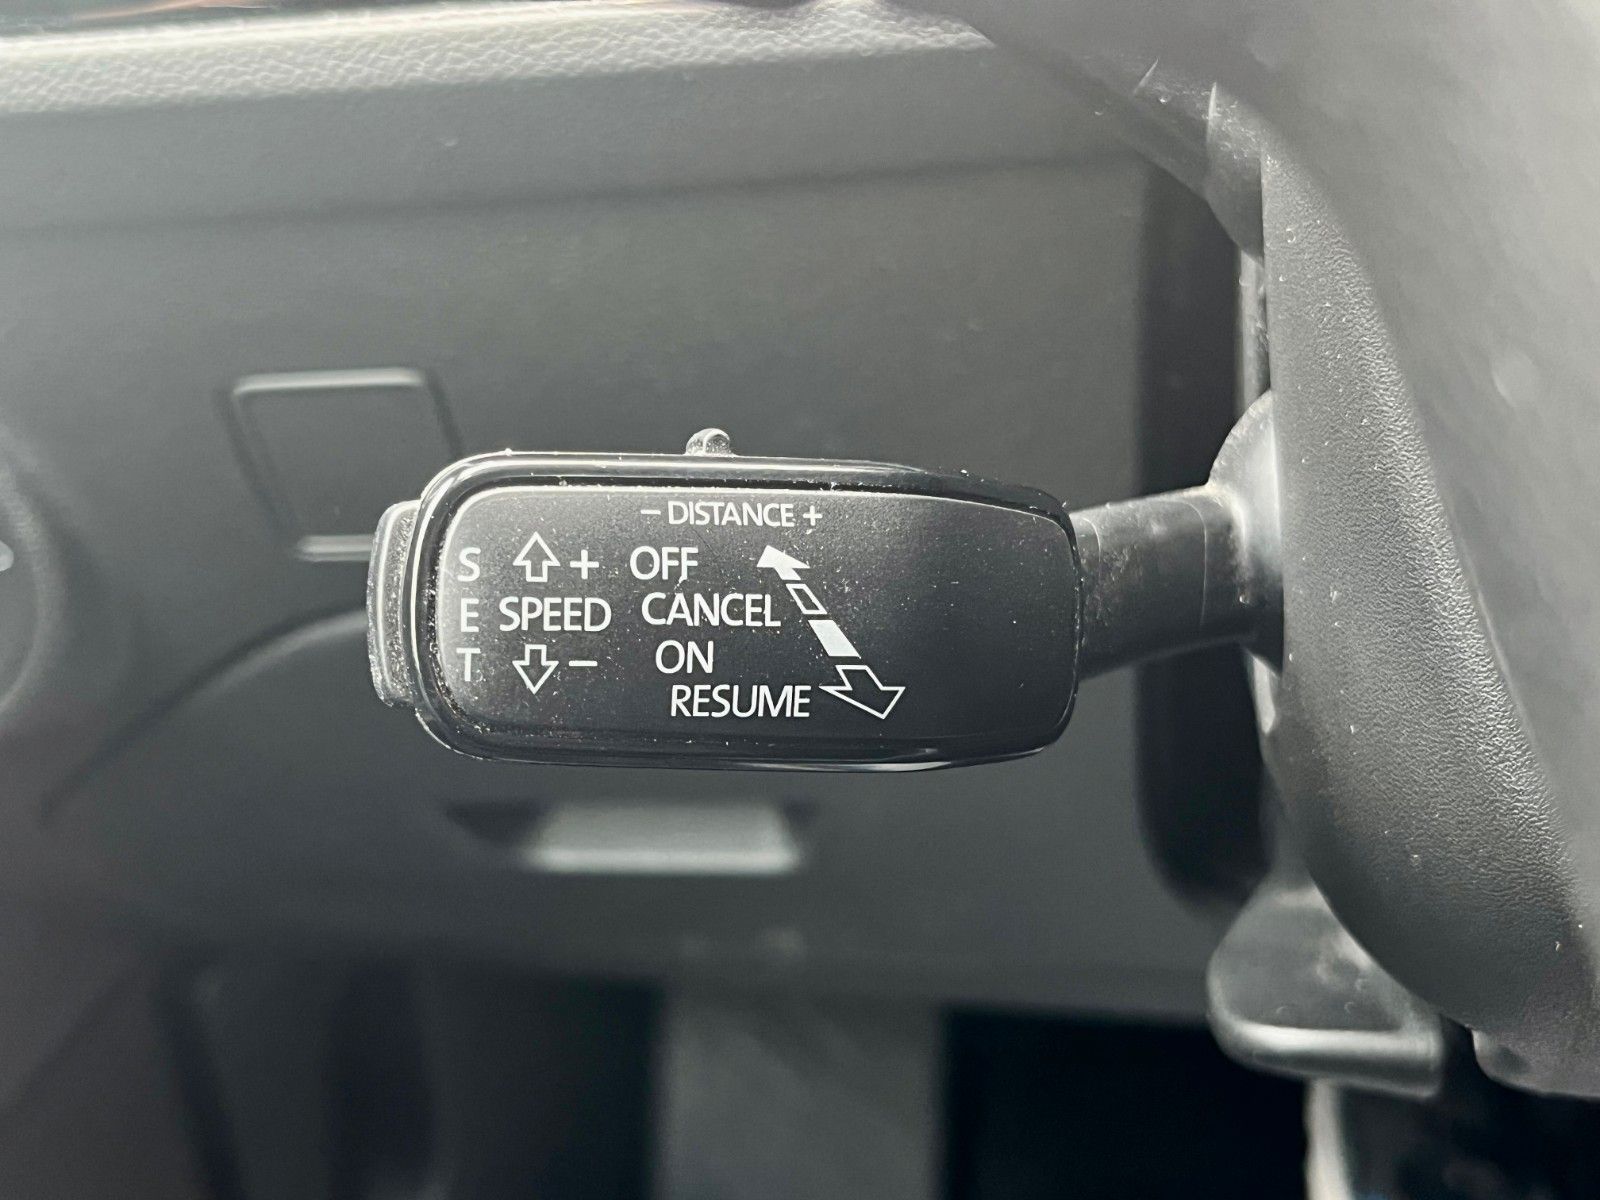 – DISTANCE +
S + OFF
E SPEED CANCEL
T – ON
RESUME